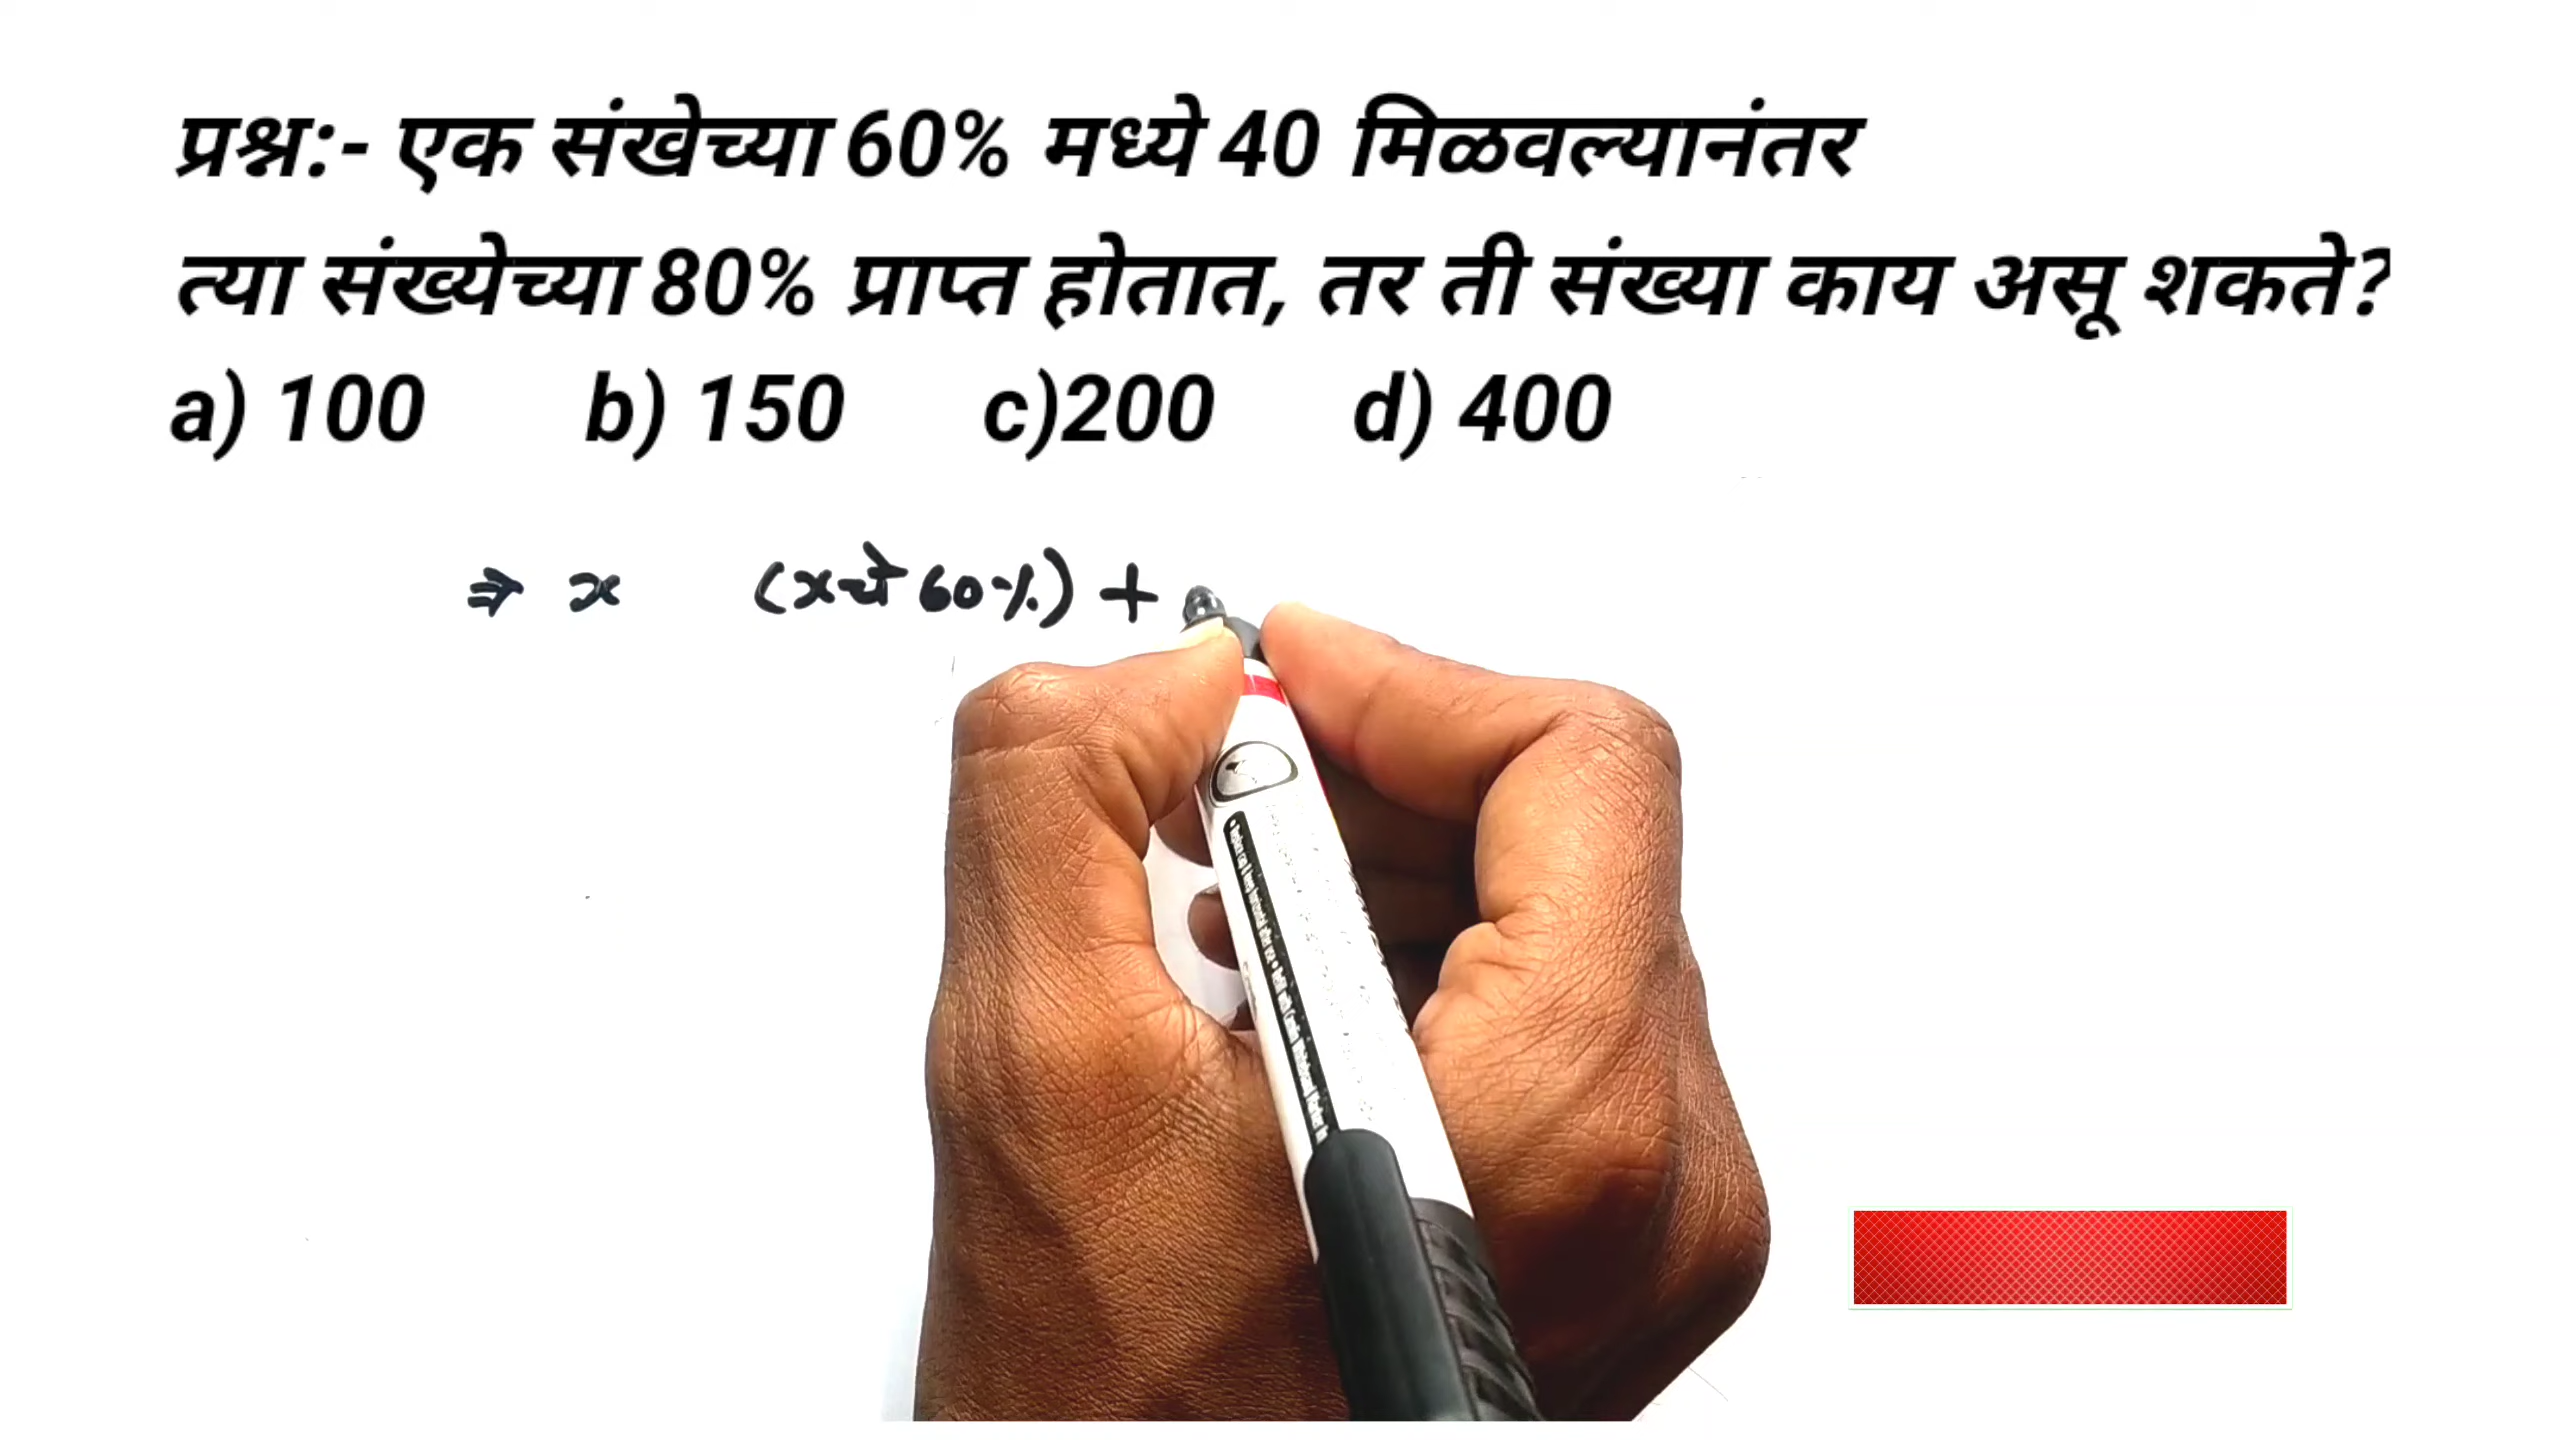 प्रश्न:- एक संखेच्या 60% मध्ये 40 मिळवल्यानंतर
त्या संख्येच्या 80% प्राप्त होतात, तर ती संख्या काय असू शकते?
a) 100 b) 150 c)200 d) 400
⇒ x (x चे 60%) +